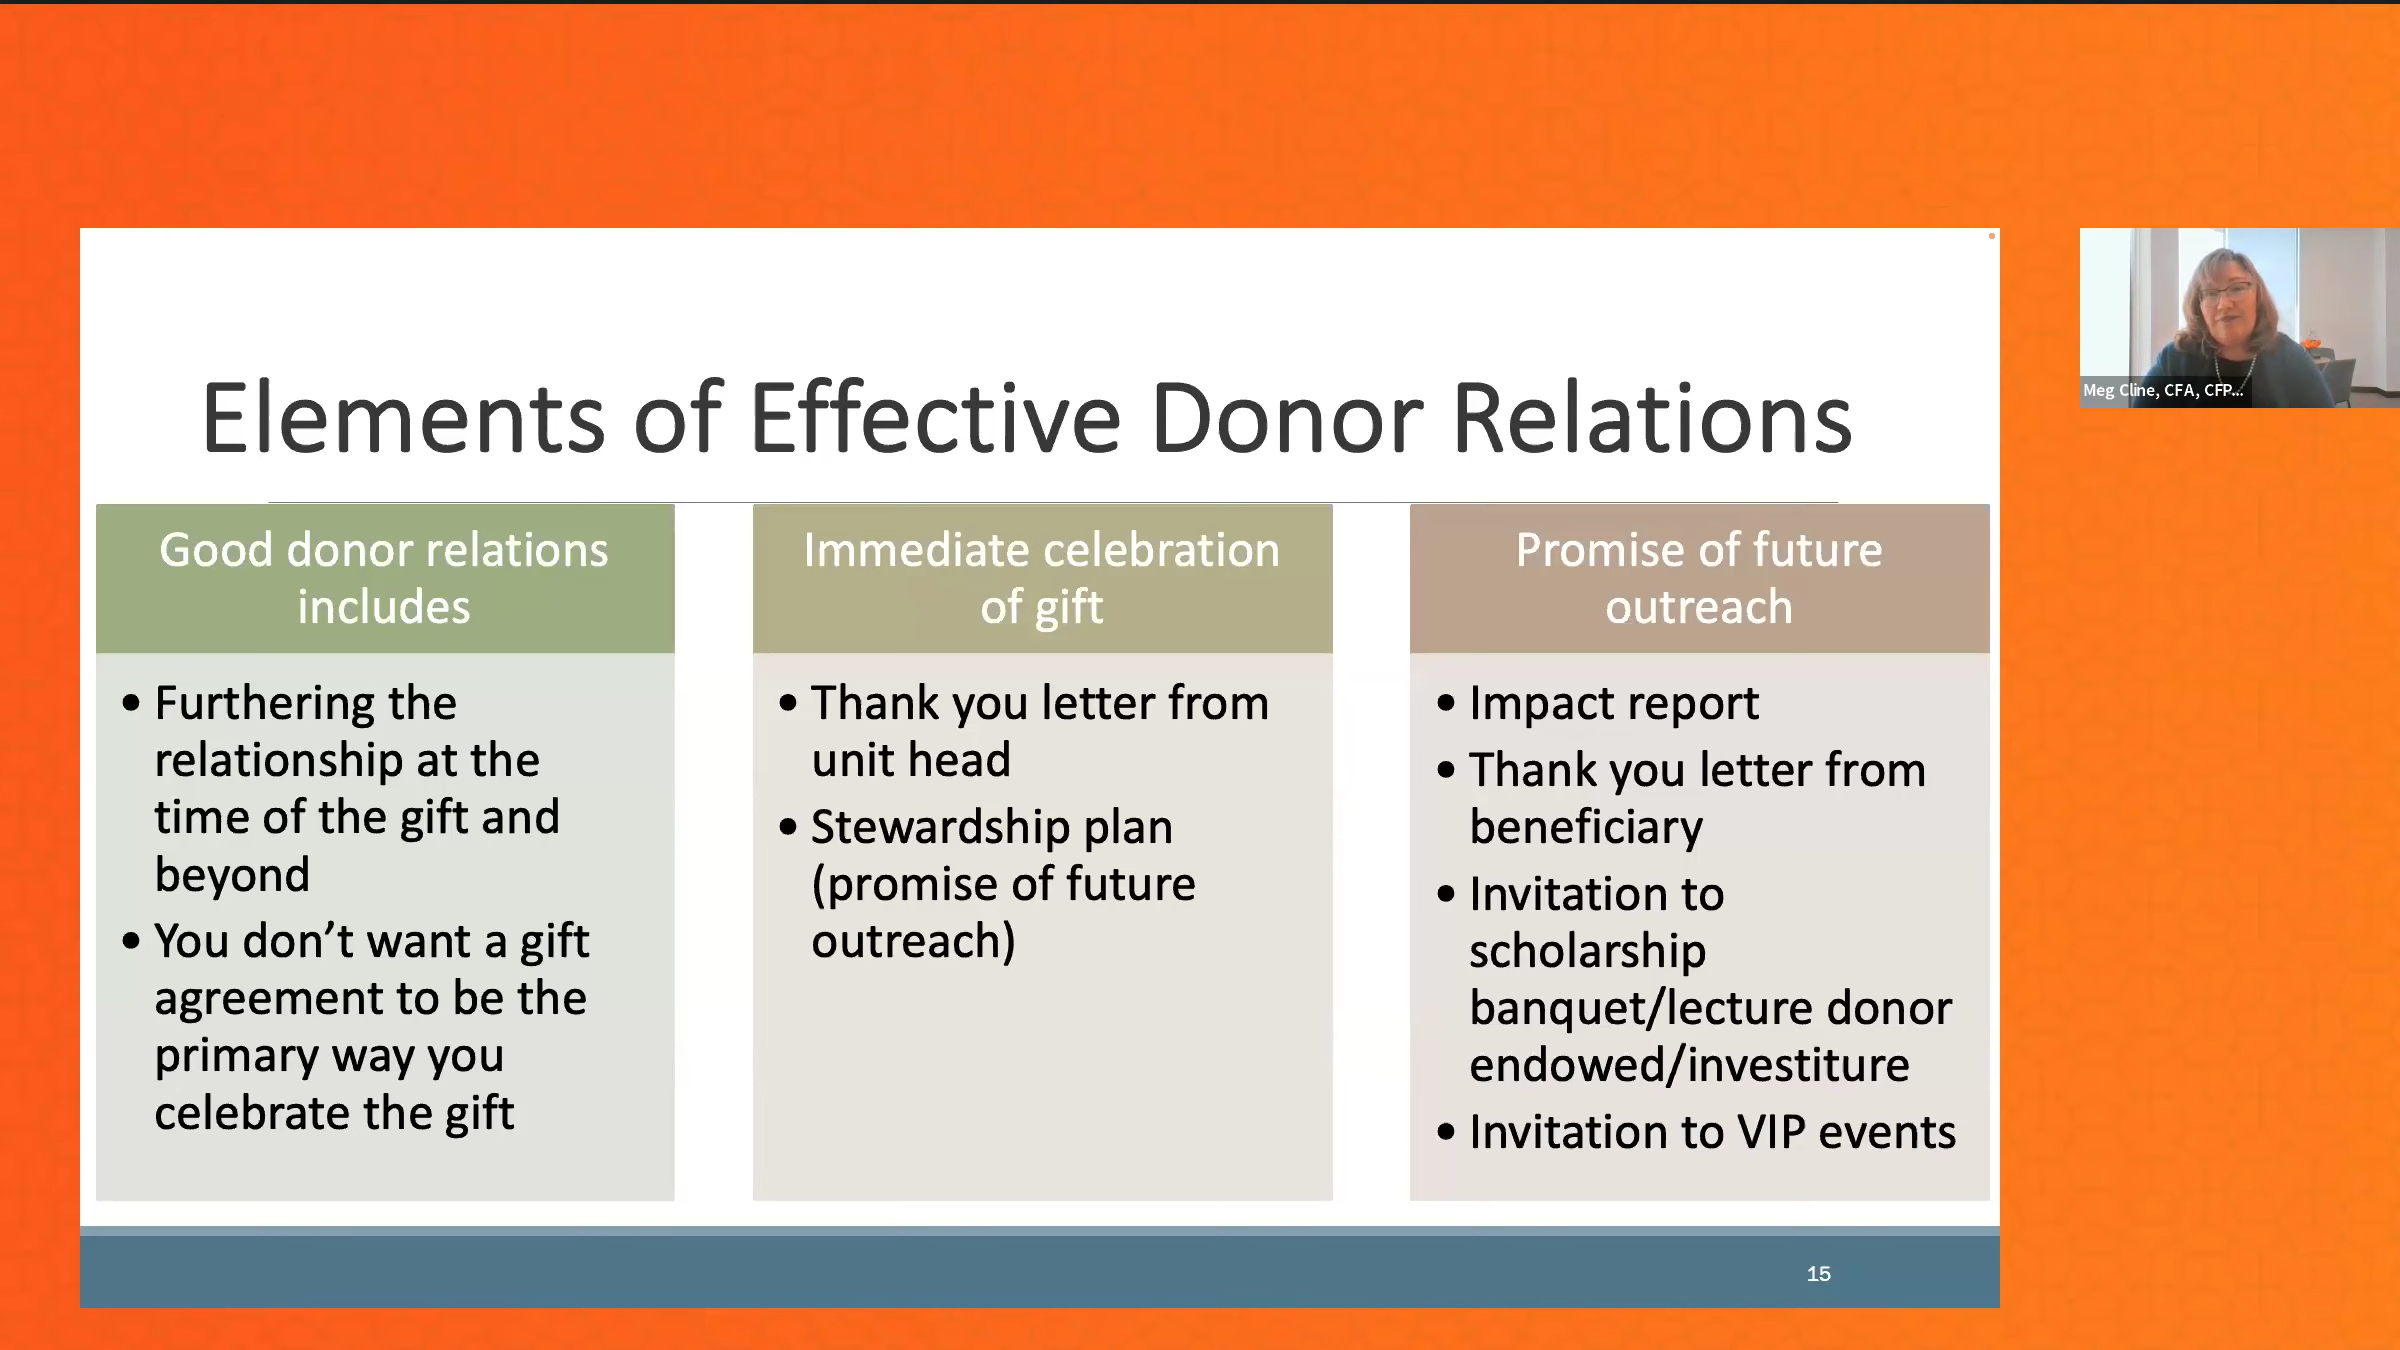 Elements of Effective Donor Relations
Good donor relations
includes
• Furthering the
relationship at the
time of the gift and
beyond
• You don’t want a gift
agreement to be the
primary way you
celebrate the gift
Immediate celebration
of gift
• Thank you letter from
unit head
• Stewardship plan
(promise of future
outreach)
Promise of future
outreach
• Impact report
• Thank you letter from
beneficiary
• Invitation to
scholarship
banquet/lecture donor
endowed/investiture
• Invitation to VIP events
15
Meg Cline, CFA, CFP...